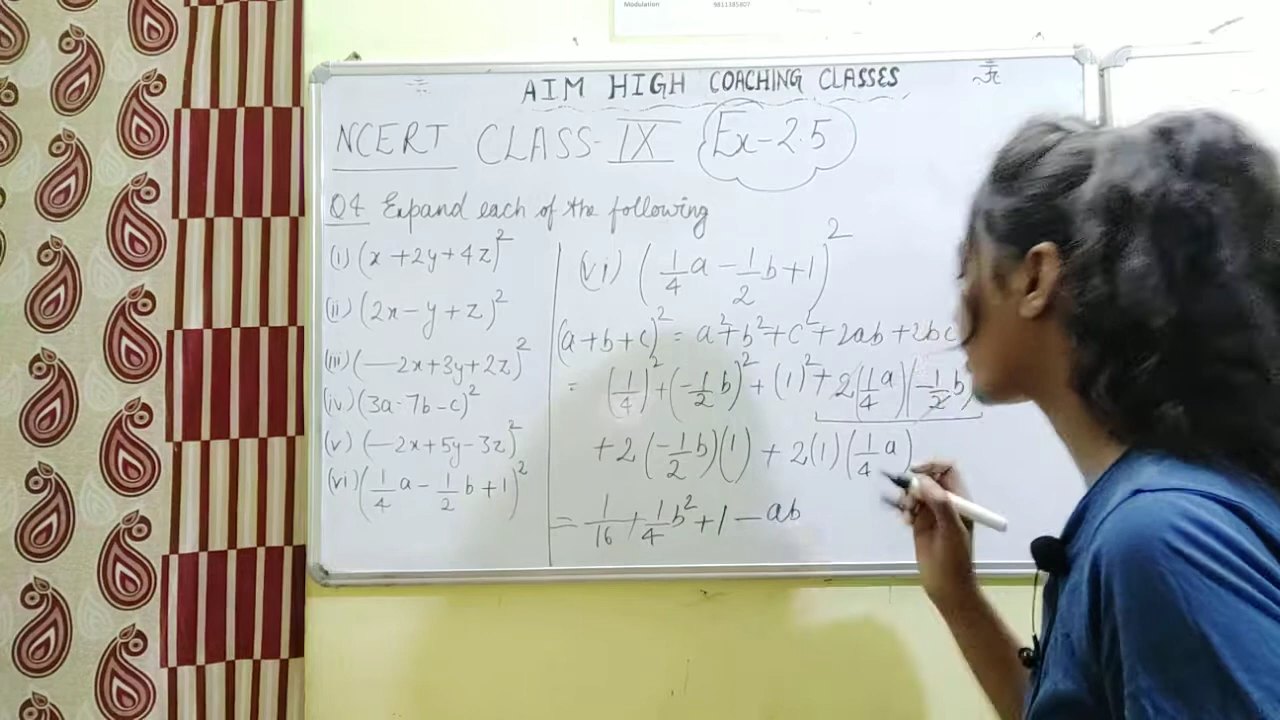 Modulation 9811385807
AIM HIGH COACHING CLASSES
NCERT CLASS-IX Ex-2.5
Q4 Expand each of the following
(i) (x + 2y + 4z)²
(ii) (2x - y + z)²
(iii) (-2x + 3y + 2z)²
(iv) (3a - 7b - c)²
(v) (-2x + 5y - 3z)²
(vi) (1/4 a - 1/2 b + 1)²
(vi) (1/4 a - 1/2 b + 1)²
(a + b + c)² = a² + b² + c² + 2ab + 2bc
= (1/4)² + (-1/2 b)² + (1)² + 2(1/4 a)(-1/2 b)
+ 2(-1/2 b)(1) + 2(1)(1/4 a)
= 1/16 + 1/4 b² + 1 - ab